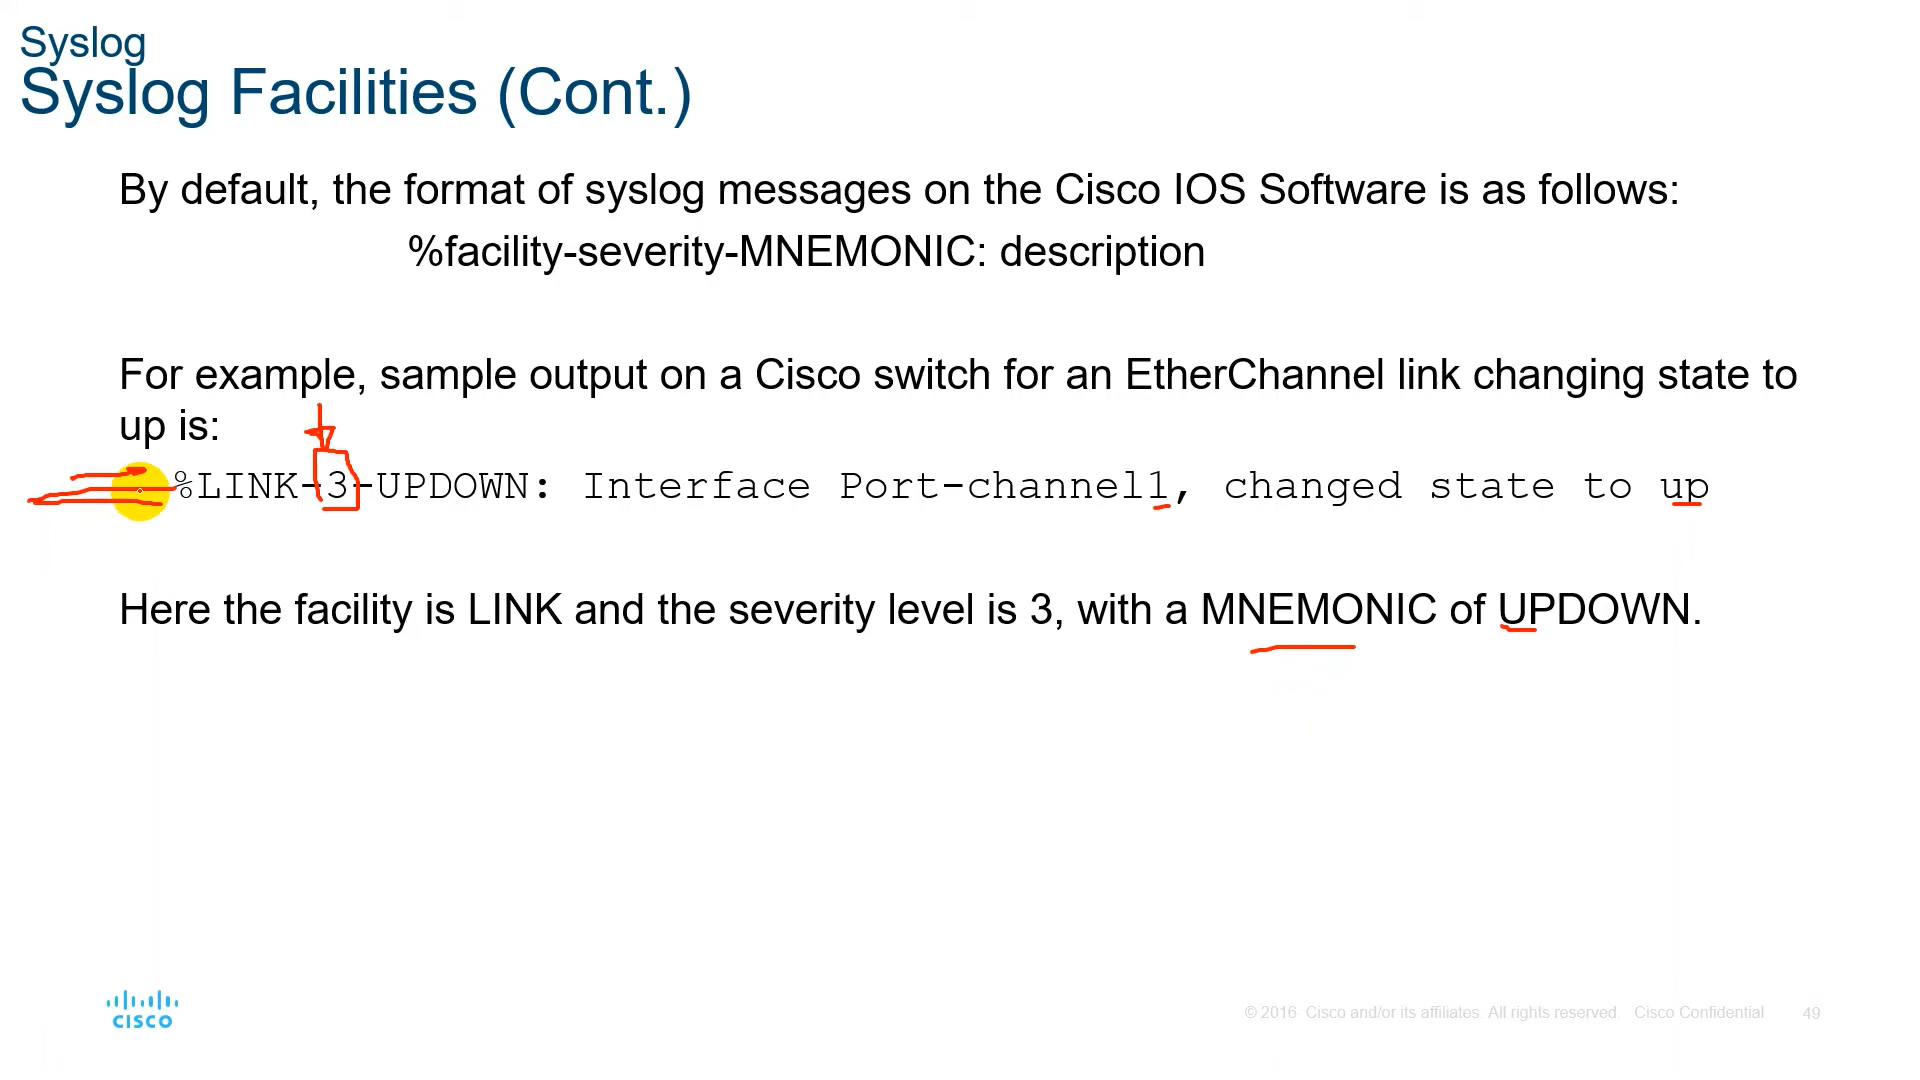 Syslog
Syslog Facilities (Cont.)
By default, the format of syslog messages on the Cisco IOS Software is as follows:
%facility-severity-MNEMONIC: description
For example, sample output on a Cisco switch for an EtherChannel link changing state to
up is:
%LINK-3-UPDOWN: Interface Port-channel1, changed state to up
Here the facility is LINK and the severity level is 3, with a MNEMONIC of UPDOWN.
CISCO
© 2016 Cisco and/or its affiliates. All rights reserved. Cisco Confidential 49